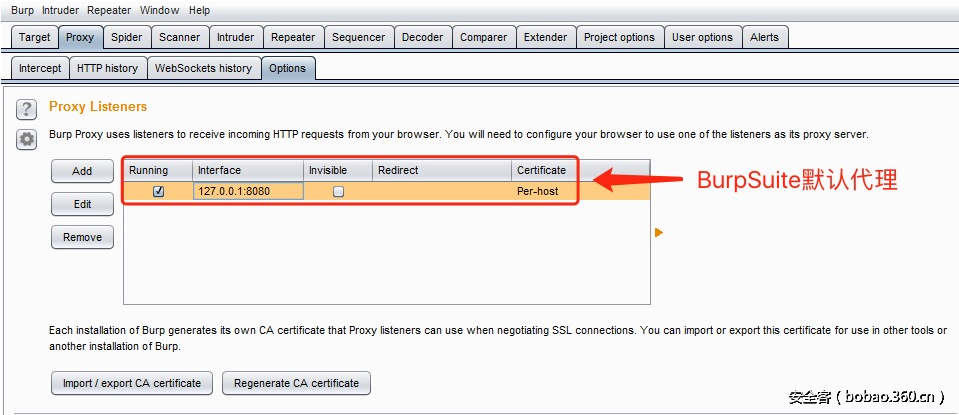 Burp Intruder Repeater Window Help
Target Proxy Spider Scanner Intruder Repeater Sequencer Decoder Comparer Extender Project options User options Alerts
Intercept HTTP history WebSockets history Options
? Proxy Listeners
Burp Proxy uses listeners to receive incoming HTTP requests from your browser. You will need to configure your browser to use one of the listeners as its proxy server.
Add Running Interface Invisible Redirect Certificate
127.0.0.1:8080 Per-host
BurpSuite默认代理
Edit
Remove
Each installation of Burp generates its own CA certificate that Proxy listeners can use when negotiating SSL connections. You can import or export this certificate for use in other tools or
another installation of Burp.
Import / export CA certificate Regenerate CA certificate
安全客（bobao.360.cn）